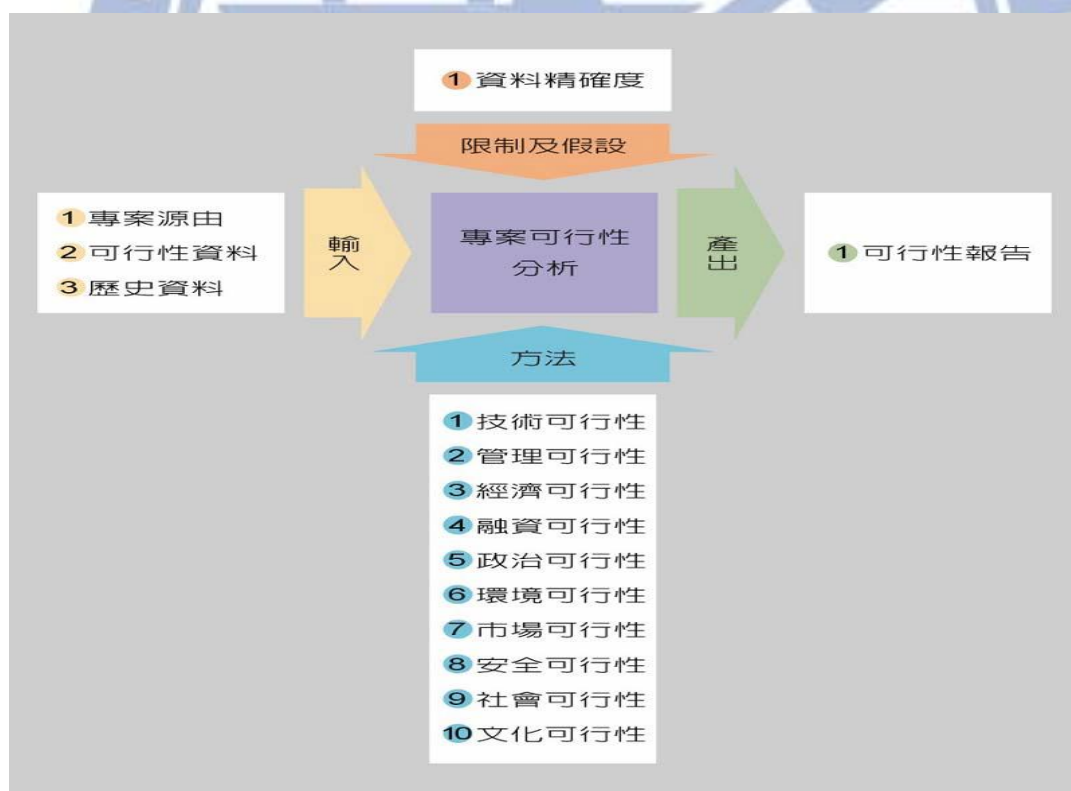 1 資料精確度
限制及假設
1 專案源由
2 可行性資料
3 歷史資料
輸入
專案可行性
分析
產出
1 可行性報告
方法
1 技術可行性
2 管理可行性
3 經濟可行性
4 融資可行性
5 政治可行性
6 環境可行性
7 市場可行性
8 安全可行性
9 社會可行性
10 文化可行性